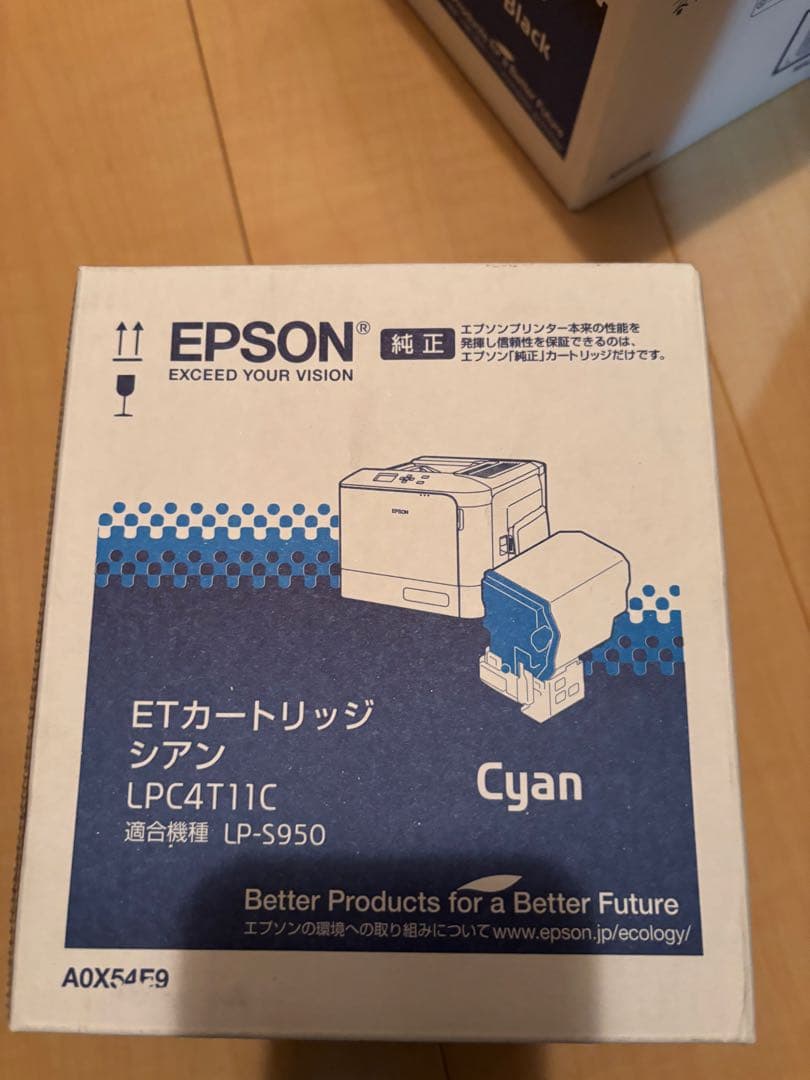 Black
Better Future
EPSON®
EXCEED YOUR VISION
純正
エプソンプリンター本来の性能を
発揮し信頼性を保証できるのは、
エプソン「純正」カートリッジだけです。
EPSON
ETカートリッジ
シアン
LPC4T11C
適合機種 LP-S950
Cyan
Better Products for a Better Future
エプソンの環境への取り組みについて www.epson.jp/ecology/